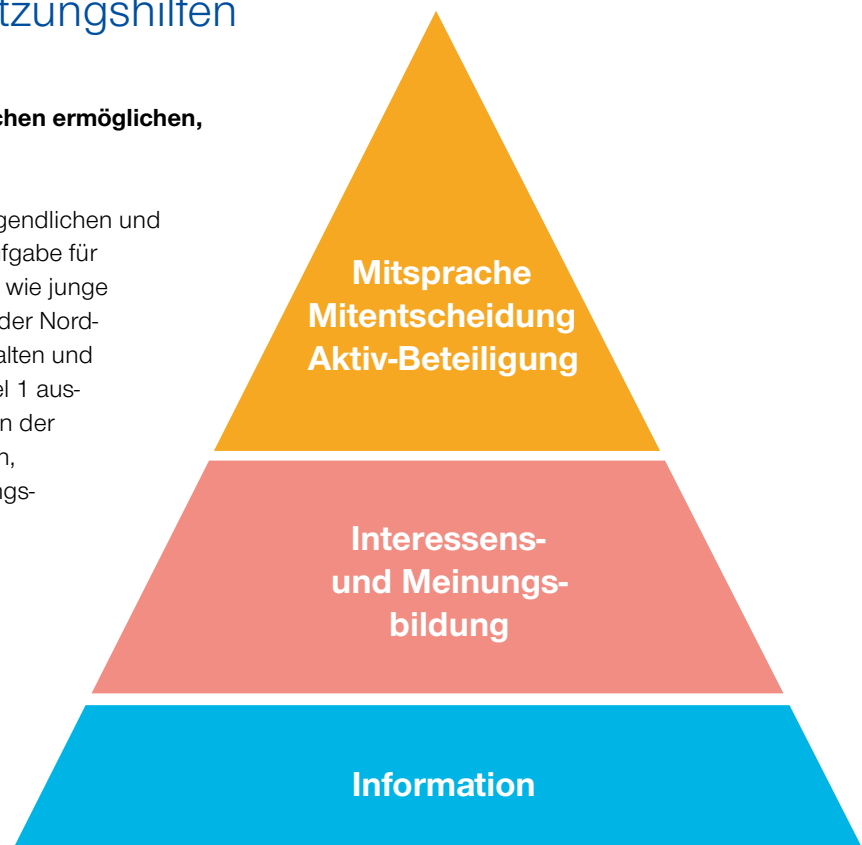 tzungshilfen
chen ermöglichen,
gendlichen und
fgabe für
wie junge
der Nord-
alten und
el 1 aus-
n der
n,
ngs-
Mitsprache
Mitentscheidung
Aktiv-Beteiligung
Interessens-
und Meinungs-
bildung
Information